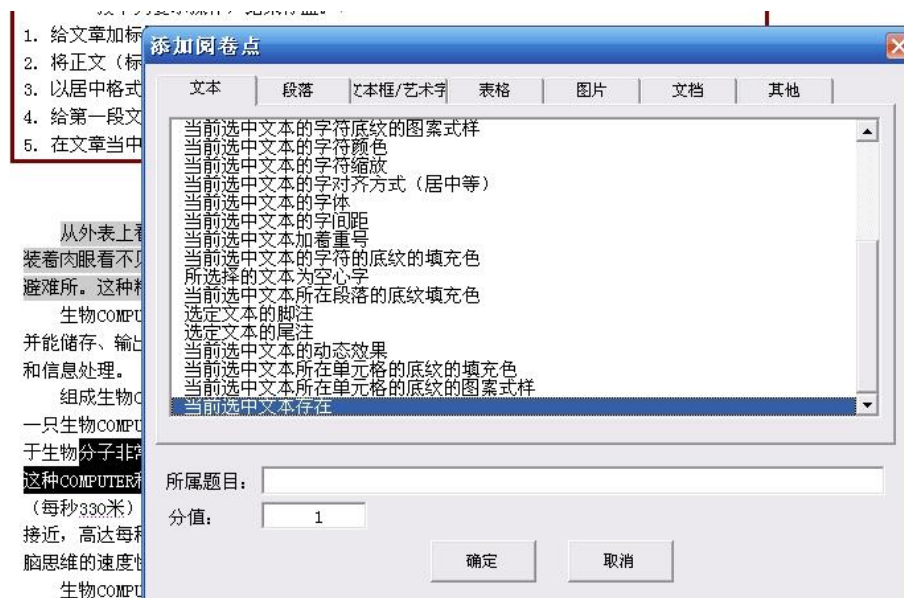 1. 给文章加标
2. 将正文（标
3. 以居中格式
4. 给第一段文
5. 在文章当中
添加阅卷点
文本 段落 文本框/艺术字 表格 图片 文档 其他
当前选中文本的字符底纹的图案式样
当前选中文本的字符颜色
当前选中文本的字符缩放
当前选中文本的字对齐方式（居中等）
当前选中文本的字体
当前选中文本的字间距
当前选中文本加着重号
当前选中文本的字符的底纹的填充色
所选择的文本为空心字
当前选中文本所在段落的底纹填充色
选定文本的脚注
选定文本的尾注
当前选中文本的动态效果
当前选中文本所在单元格的底纹的填充色
当前选中文本所在单元格的底纹的图案式样
当前选中文本存在
所属题目：
分值： 1
确定 取消
从外表上看
装着肉眼看不见
避难所。这种
生物COMPU
并能储存、输出
和信息处理。
组成生物C
一只生物COMPU
于生物分子非常
这种COMPUTER和
（每秒330米）
接近，高达每秒
脑思维的速度
生物COMPU